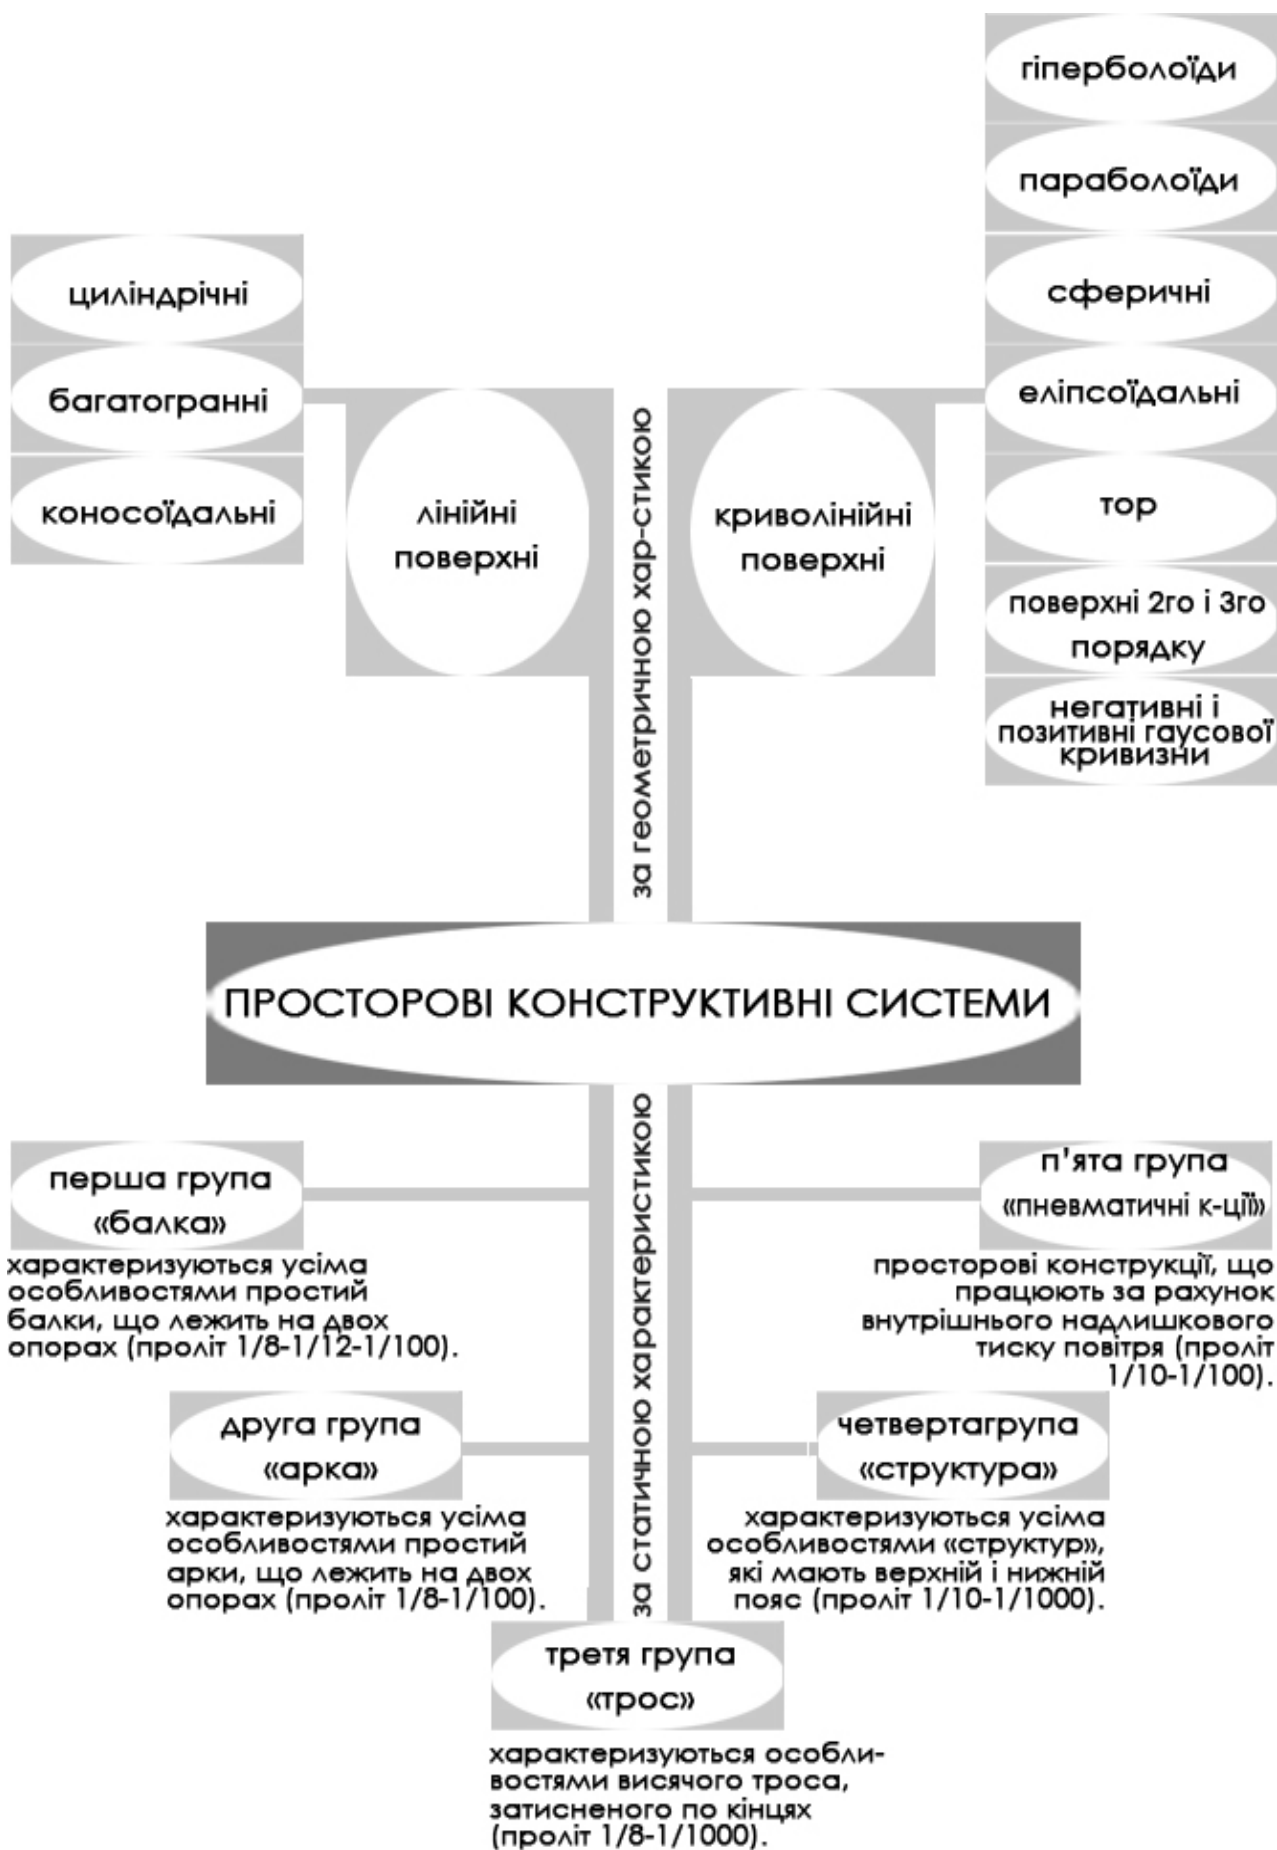 гіперболоїди
параболоїди
сферичні
еліпсоїдальні
тор
поверхні 2го і 3го
порядку
негативні і
позитивні гаусової
кривизни
циліндрічні
багатогранні
коносоїдальні
лінійні
поверхні
за геометричною хар-стикою
криволінійні
поверхні
ПРОСТОРОВІ КОНСТРУКТИВНІ СИСТЕМИ
за статичною характеристикою
перша група
«балка»
характеризуються усіма
особливостями простий
балки, що лежить на двох
опорах (проліт 1/8-1/12-1/100).
п'ята група
«пневматичні к-ції»
просторові конструкції, що
працюють за рахунок
внутрішнього надлишкового
тиску повітря (проліт
1/10-1/100).
друга група
«арка»
характеризуються усіма
особливостями простий
арки, що лежить на двох
опорах (проліт 1/8-1/100).
четвертагрупа
«структура»
характеризуються усіма
особливостями «структур»,
які мають верхній і нижній
пояс (проліт 1/10-1/1000).
третя група
«трос»
характеризуються особли-
востями висячого троса,
затисненого по кінцях
(проліт 1/8-1/1000).